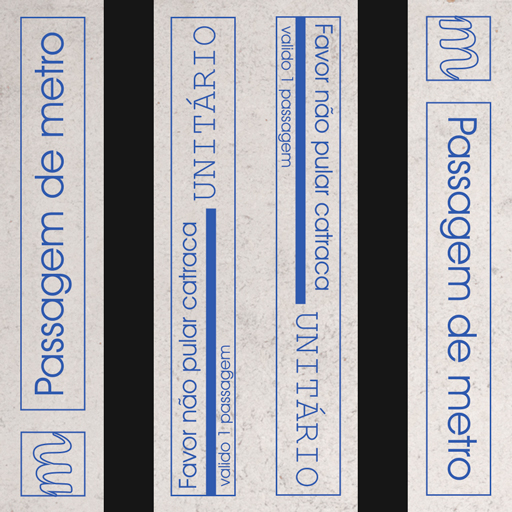 Passagem de metro
m
UNITÁRIO
Favor não pular catraca
valido 1 passagem
Favor não pular catraca
valido 1 passagem
UNITÁRIO
m
Passagem de metro